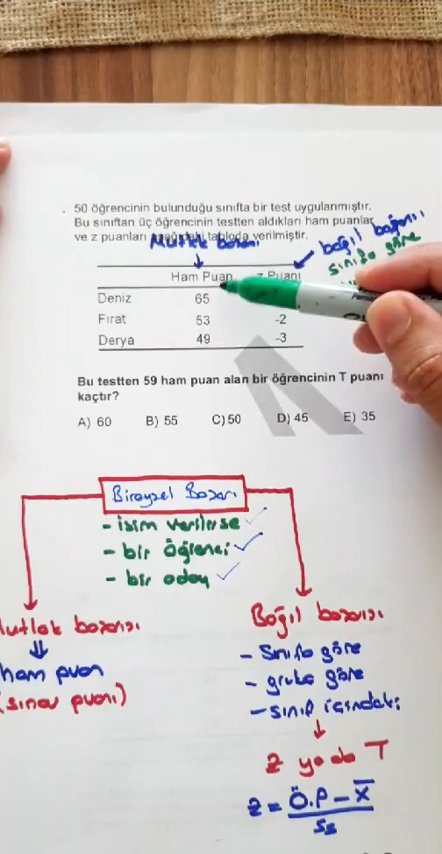 50 öğrencinin bulunduğu sınıfta bir test uygulanmıştır.
Bu sınıftan üç öğrencinin testten aldıkları ham puanlar
ve z puanları aşağıdaki tabloda verilmiştir.
Mutlak başarı
bağıl başarı
sınıfa göre
Ham Puan z Puanı
Deniz 65
Fırat 53 -2
Derya 49 -3
Bu testten 59 ham puan alan bir öğrencinin T puanı
kaçtır?
A) 60 B) 55 C) 50 D) 45 E) 35
Bireysel Başarı
- isim verilirse
- bir öğrenci
- bir aday
Mutlak başarısı
ham puan
(sınav puanı)
Bağıl başarısı
- Sınıfa göre
- gruba göre
- sınıf içindeki
z ya da T
z = Ö.P - X̄ / Ss